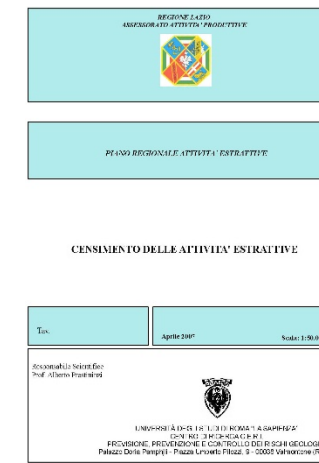 REGIONE LAZIO
ASSESSORATO ATTIVITA' PRODUTTIVE
PIANO REGIONALE ATTIVITA' ESTRATTIVE
CENSIMENTO DELLE ATTIVITA' ESTRATTIVE
Tav.
Aprile 2007
Scala: 1:50.0
Responsabile Scientifico
Prof. Alberto Prestininzi
UNIVERSITÀ DEGLI STUDI DI ROMA "LA SAPIENZA"
CENTRO DI RICERCA C.E.R.I.
PREVISIONE, PREVENZIONE E CONTROLLO DEI RISCHI GEOLOGI
Palazzo Doria Pamphjli - Piazza Umberto Pilozzi, 9 - 00038 Valmontone (R